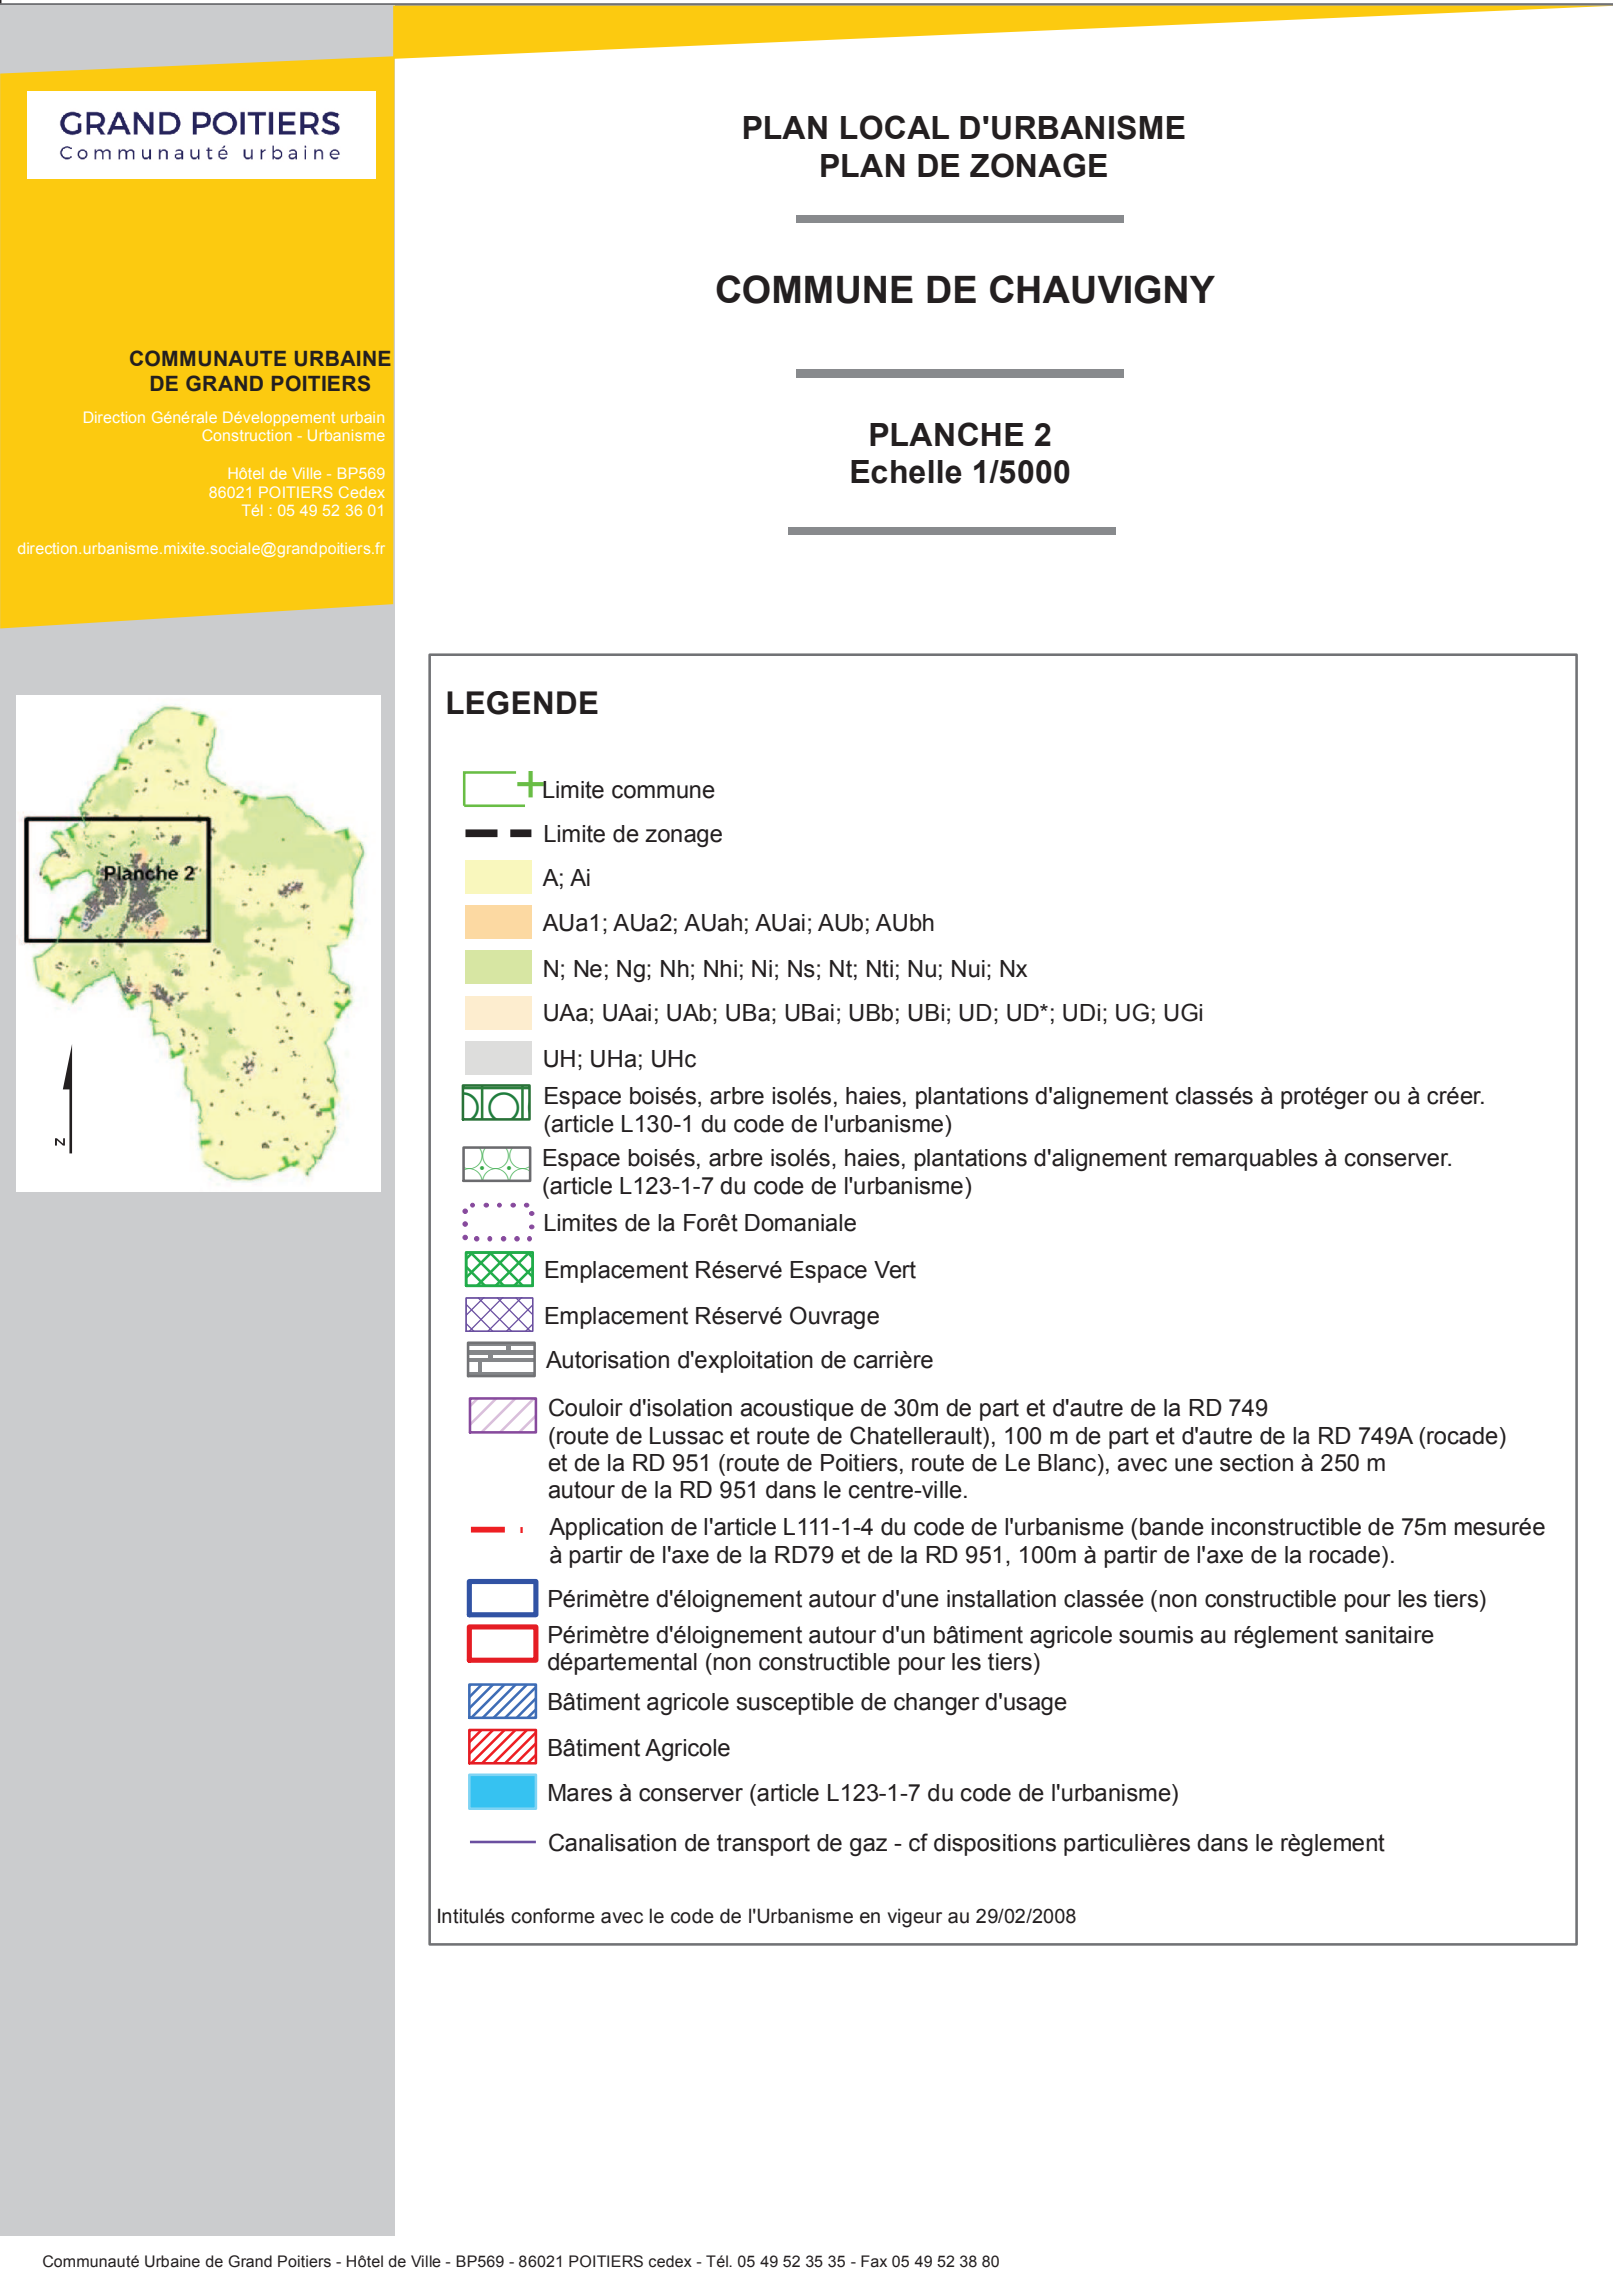 GRAND POITIERS
Communauté urbaine
COMMUNAUTE URBAINE
DE GRAND POITIERS
Direction Générale Développement urbain
Construction - Urbanisme
Hôtel de Ville - BP569
86021 POITIERS Cedex
Tél : 05 49 52 36 01
direction.urbanisme.mixite.sociale@grandpoitiers.fr
Planche 2
z
PLAN LOCAL D'URBANISME
PLAN DE ZONAGE
COMMUNE DE CHAUVIGNY
PLANCHE 2
Echelle 1/5000
LEGENDE
Limite commune
Limite de zonage
A; Ai
AUa1; AUa2; AUah; AUai; AUb; AUbh
N; Ne; Ng; Nh; Nhi; Ni; Ns; Nt; Nti; Nu; Nui; Nx
UAa; UAai; UAb; UBa; UBai; UBb; UBi; UD; UD*; UDi; UG; UGi
UH; UHa; UHc
Espace boisés, arbre isolés, haies, plantations d'alignement classés à protéger ou à créer.
(article L130-1 du code de l'urbanisme)
Espace boisés, arbre isolés, haies, plantations d'alignement remarquables à conserver.
(article L123-1-7 du code de l'urbanisme)
Limites de la Forêt Domaniale
Emplacement Réservé Espace Vert
Emplacement Réservé Ouvrage
Autorisation d'exploitation de carrière
Couloir d'isolation acoustique de 30m de part et d'autre de la RD 749
(route de Lussac et route de Chatellerault), 100 m de part et d'autre de la RD 749A (rocade)
et de la RD 951 (route de Poitiers, route de Le Blanc), avec une section à 250 m
autour de la RD 951 dans le centre-ville.
Application de l'article L111-1-4 du code de l'urbanisme (bande inconstructible de 75m mesurée
à partir de l'axe de la RD79 et de la RD 951, 100m à partir de l'axe de la rocade).
Périmètre d'éloignement autour d'une installation classée (non constructible pour les tiers)
Périmètre d'éloignement autour d'un bâtiment agricole soumis au réglement sanitaire
départemental (non constructible pour les tiers)
Bâtiment agricole susceptible de changer d'usage
Bâtiment Agricole
Mares à conserver (article L123-1-7 du code de l'urbanisme)
Canalisation de transport de gaz - cf dispositions particulières dans le règlement
Intitulés conforme avec le code de l'Urbanisme en vigeur au 29/02/2008
Communauté Urbaine de Grand Poitiers - Hôtel de Ville - BP569 - 86021 POITIERS cedex - Tél. 05 49 52 35 35 - Fax 05 49 52 38 80